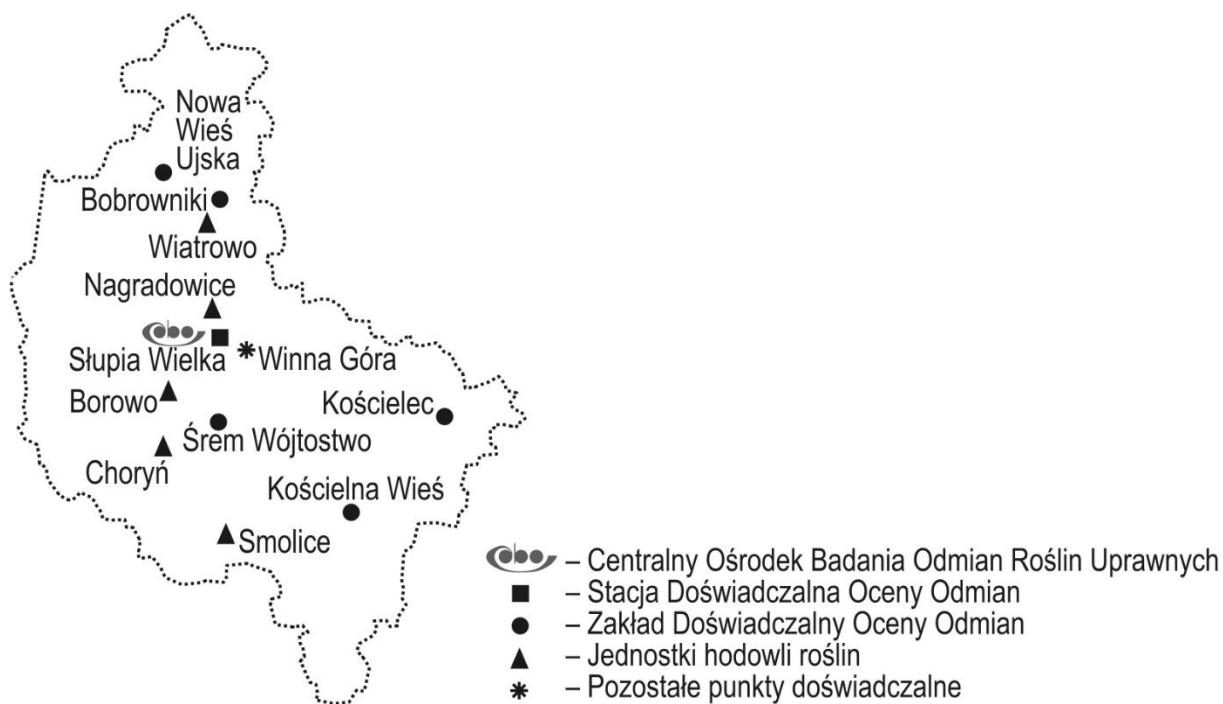 Nowa
Wieś
Ujska
Bobrowniki
Wiatrowo
Nagradowice
Słupia Wielka
Winna Góra
Borowo
Kościelec
Śrem Wójtostwo
Choryń
Kościelna Wieś
Smolice
– Centralny Ośrodek Badania Odmian Roślin Uprawnych
– Stacja Doświadczalna Oceny Odmian
– Zakład Doświadczalny Oceny Odmian
– Jednostki hodowli roślin
– Pozostałe punkty doświadczalne